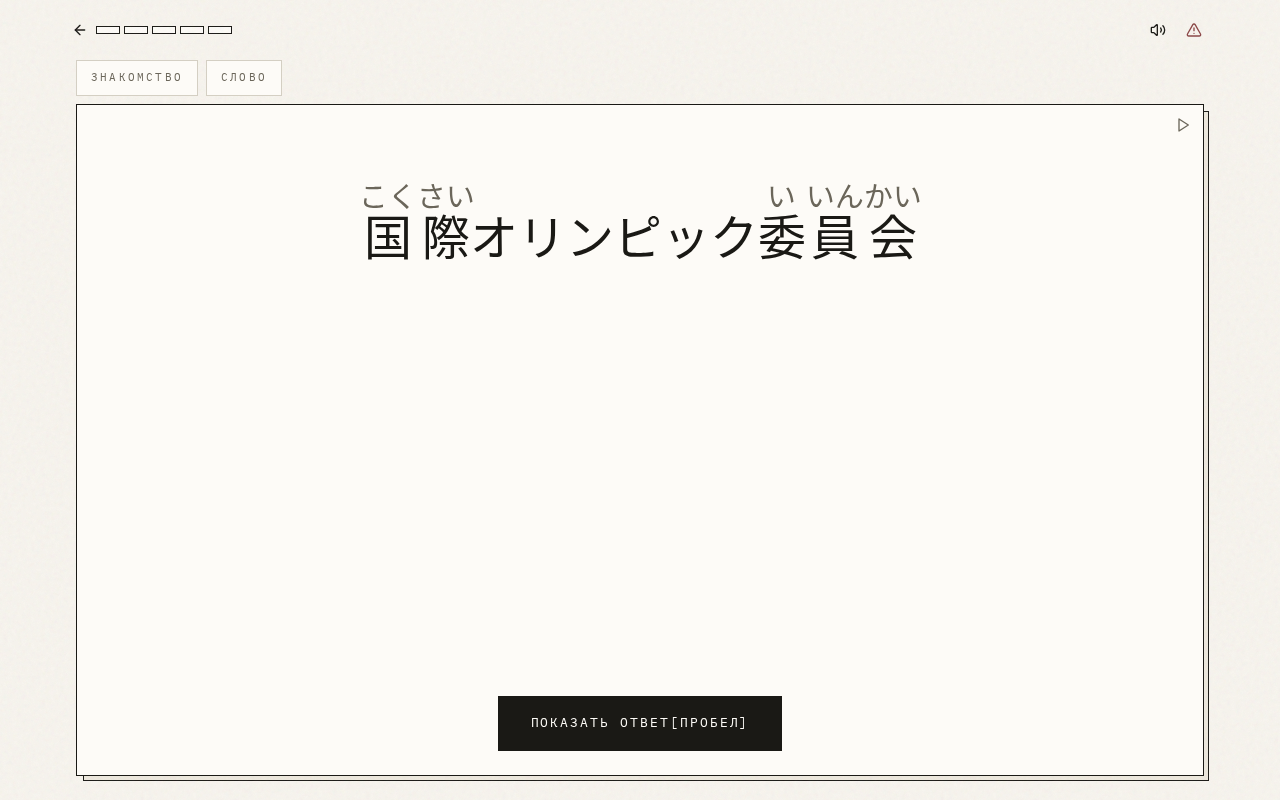 ЗНАКОМСТВО
СЛОВО
こくさい い いんかい
国際オリンピック委員会
ПОКАЗАТЬ ОТВЕТ[ПРОБЕЛ]